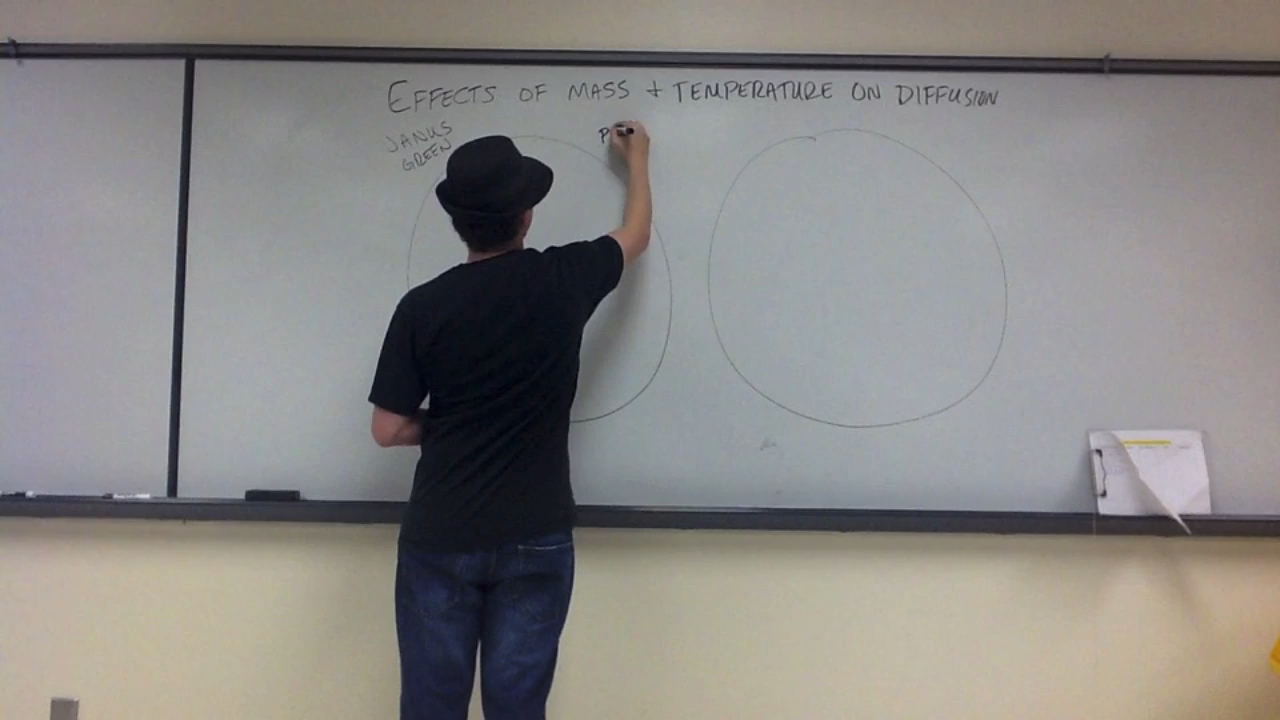 EFFECTS OF MASS + TEMPERATURE ON DIFFUSION
JANUS
GREEN
P